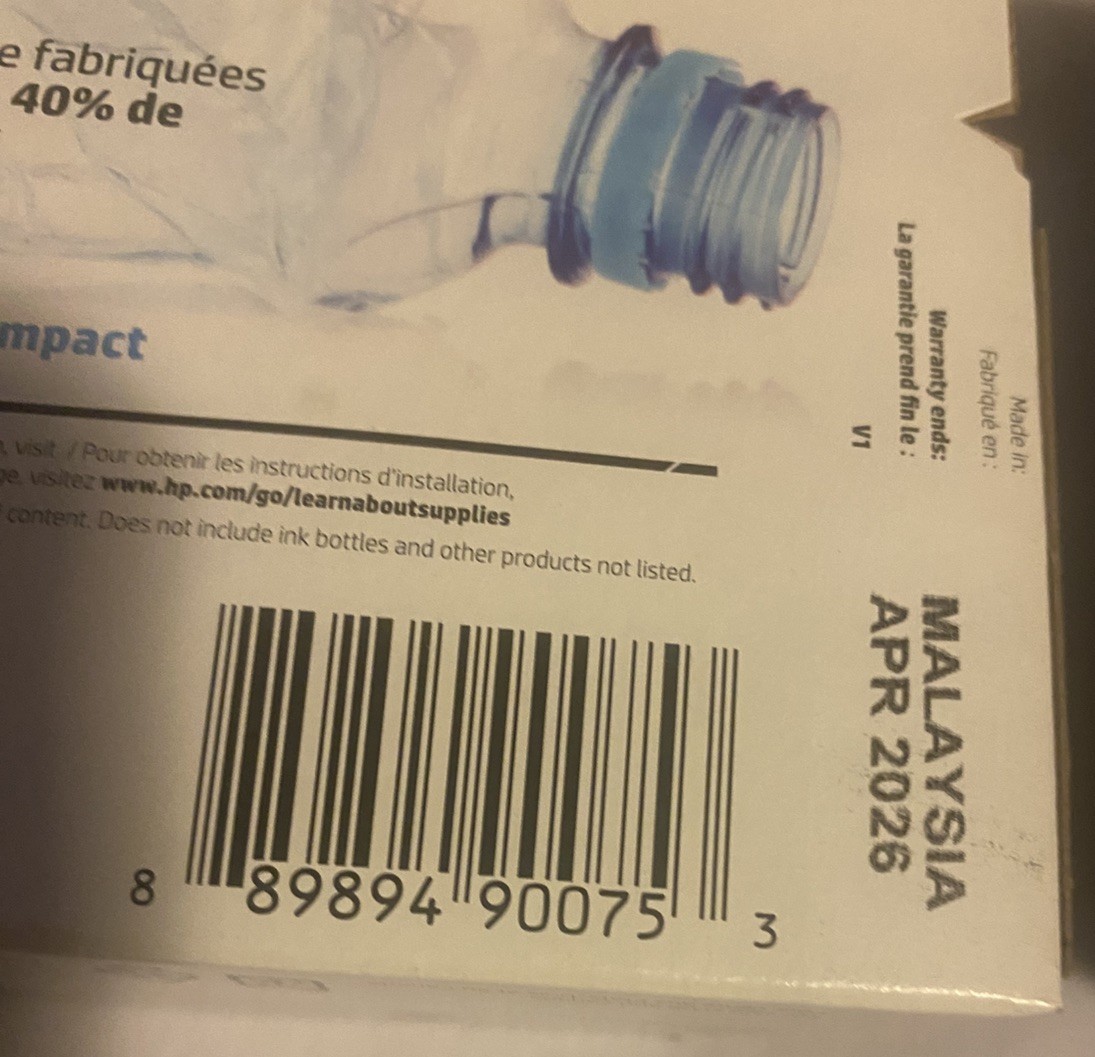 e fabriquées
40% de
mpact
, visit / Pour obtenir les instructions d'installation,
ge, visitez www.hp.com/go/learnaboutsupplies
content. Does not include ink bottles and other products not listed.
8 89894 90075 3
Made in:
Fabriqué en :
Warranty ends:
La garantie prend fin le :
V1
MALAYSIA
APR 2026